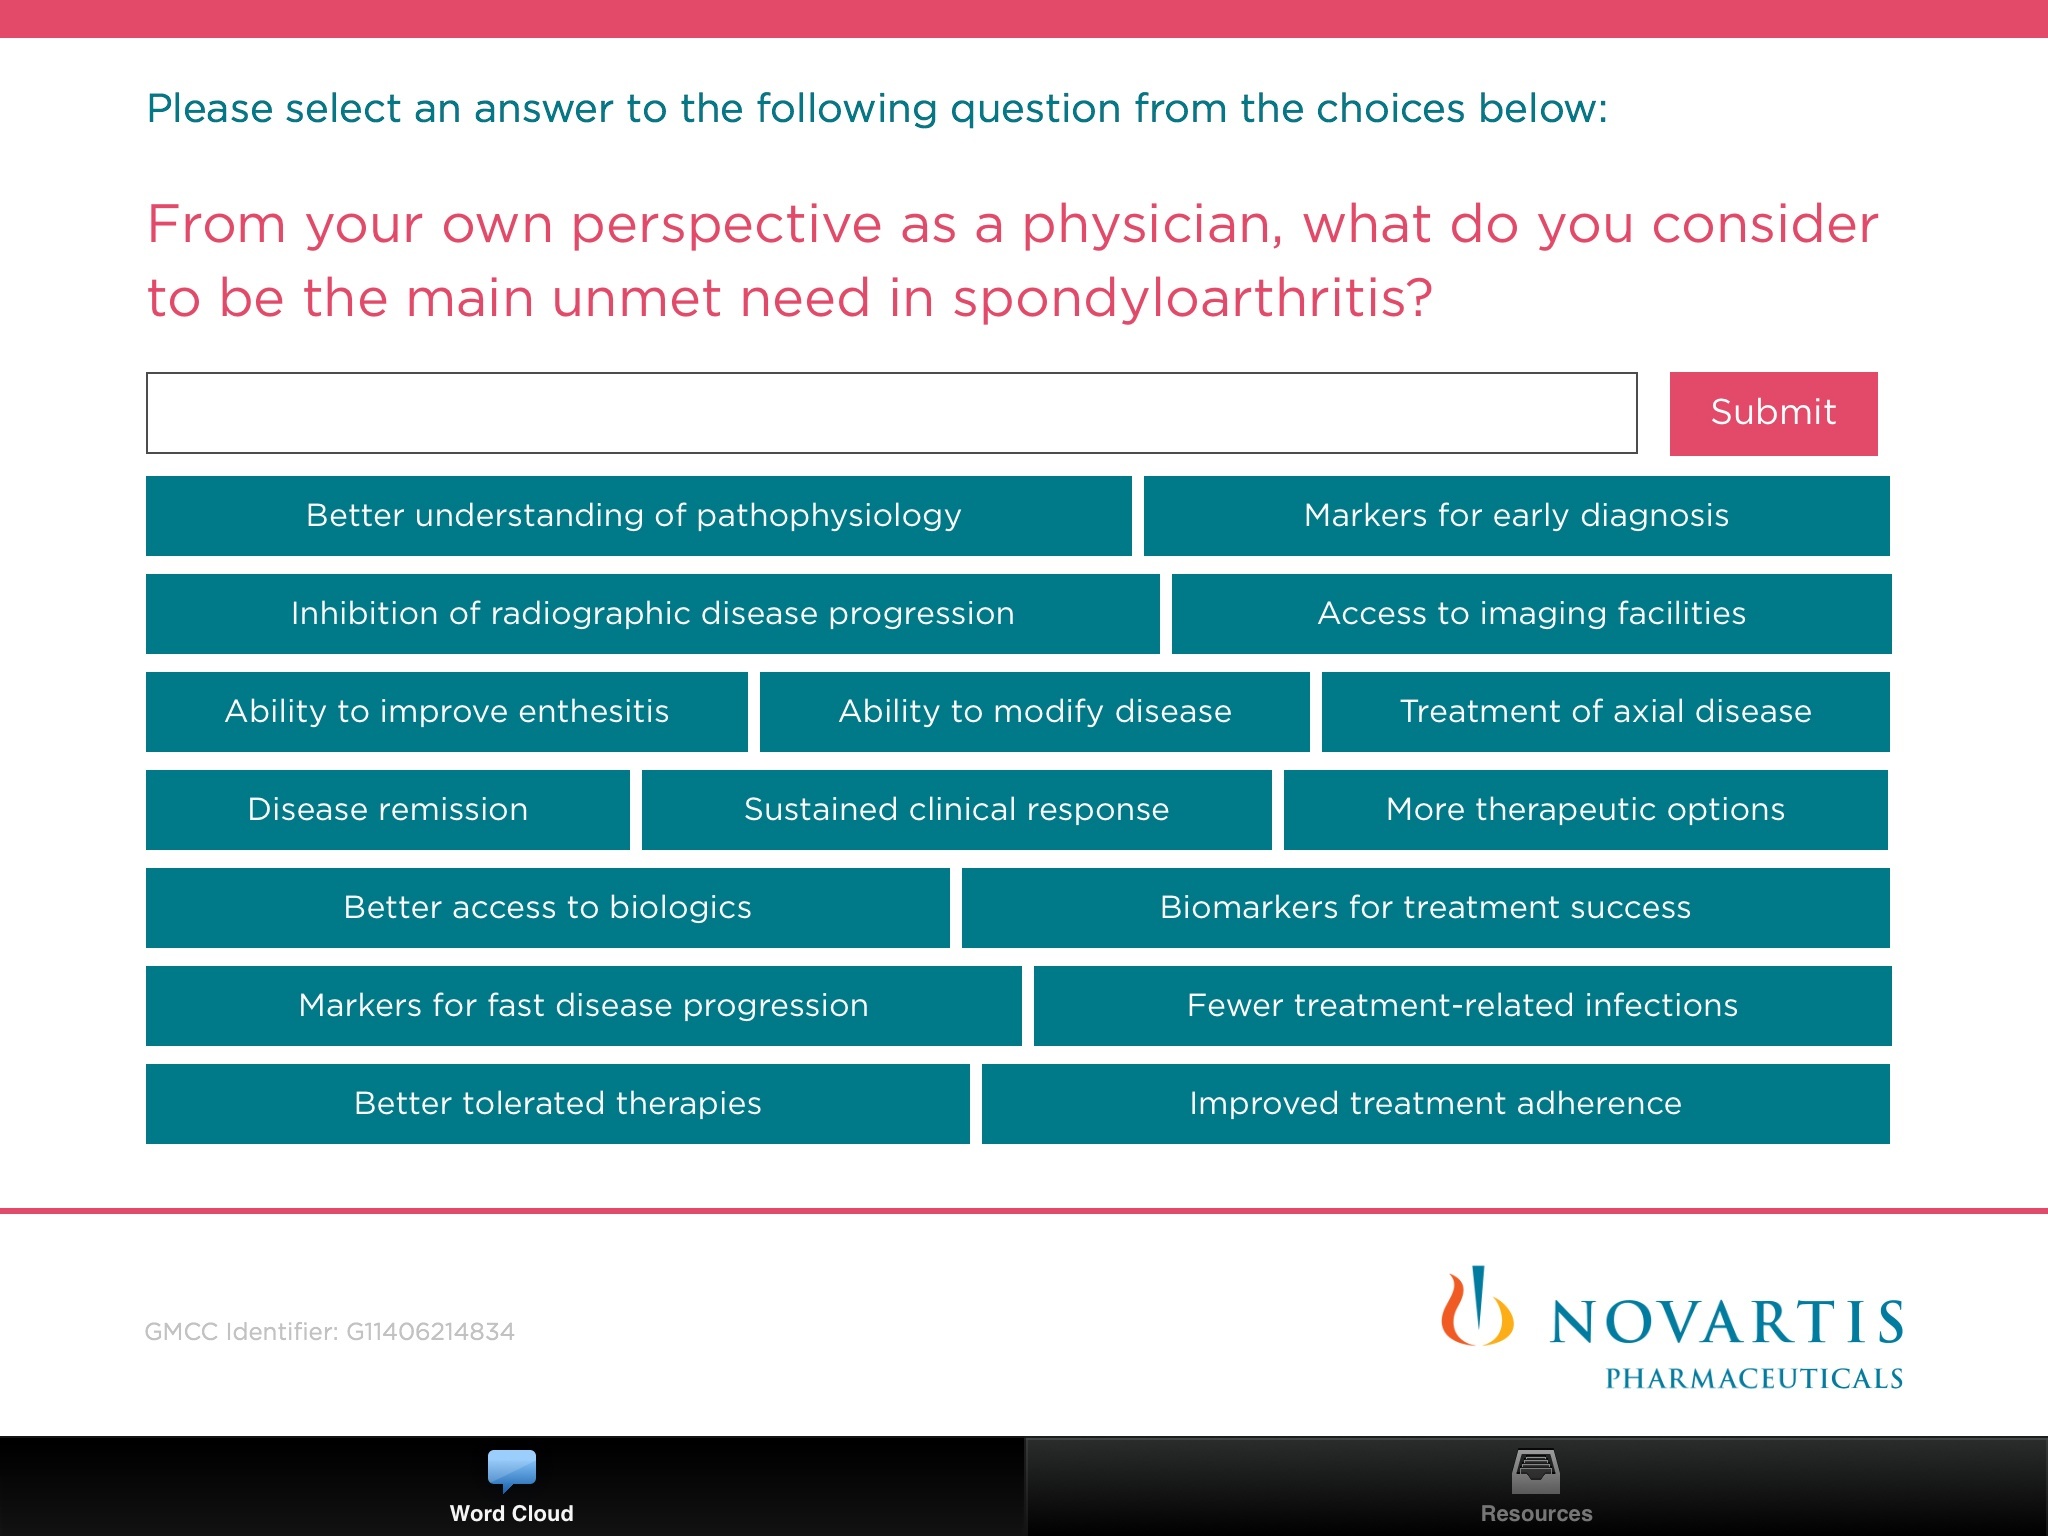 Please select an answer to the following question from the choices below:
From your own perspective as a physician, what do you consider
to be the main unmet need in spondyloarthritis?
Submit
Better understanding of pathophysiology
Markers for early diagnosis
Inhibition of radiographic disease progression
Access to imaging facilities
Ability to improve enthesitis
Ability to modify disease
Treatment of axial disease
Disease remission
Sustained clinical response
More therapeutic options
Better access to biologics
Biomarkers for treatment success
Markers for fast disease progression
Fewer treatment-related infections
Better tolerated therapies
Improved treatment adherence
GMCC Identifier: G11406214834
NOVARTIS
PHARMACEUTICALS
Word Cloud
Resources